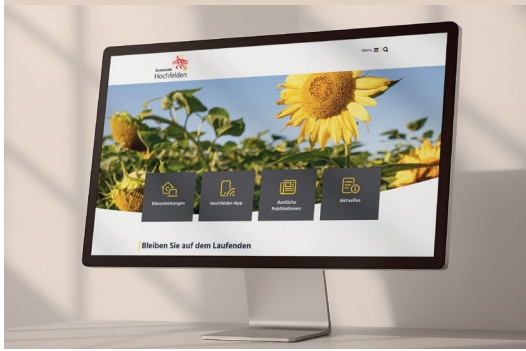 Gemeinde
Hochfelden
Menu
Dienstleistungen
Hochfelder-App
Amtliche
Publikationen
Aktuelles
Bleiben Sie auf dem Laufenden